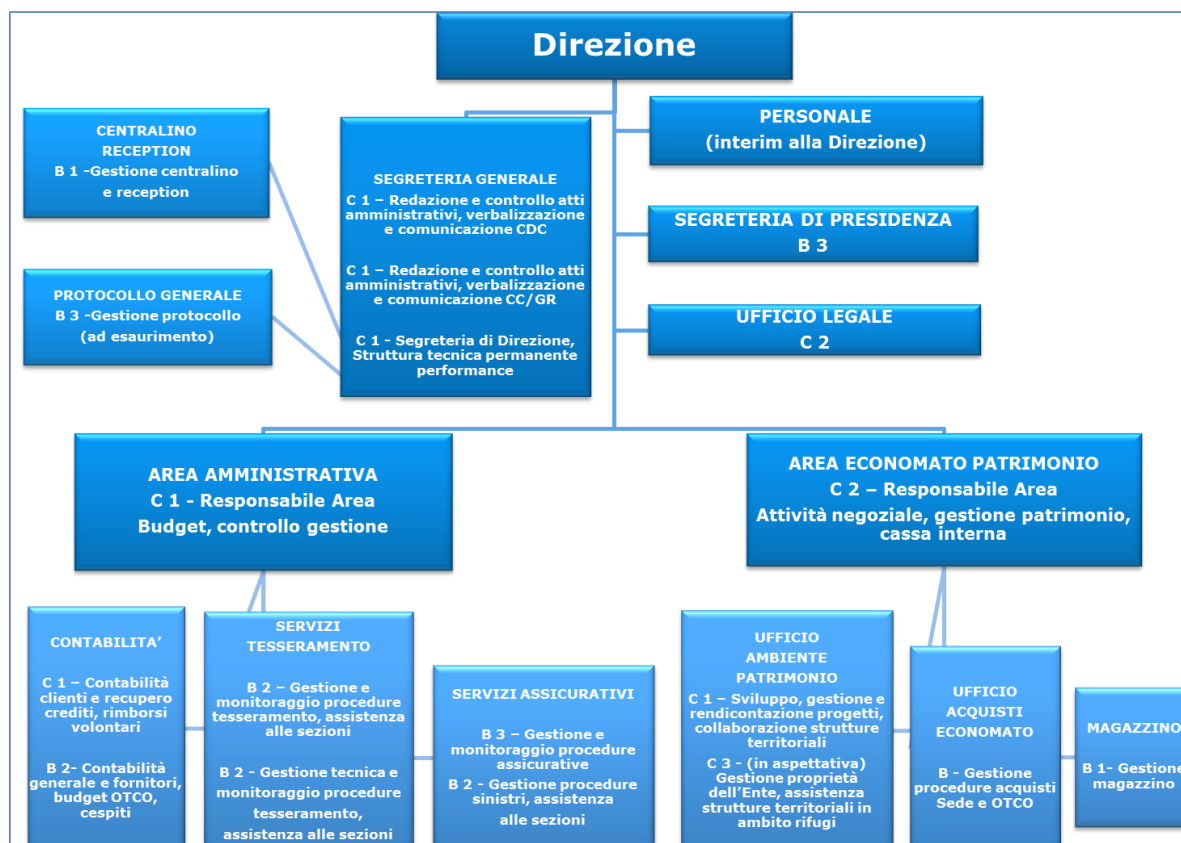 Direzione
CENTRALINO
RECEPTION
B 1 -Gestione centralino
e reception
PROTOCOLLO GENERALE
B 3 -Gestione protocollo
(ad esaurimento)
SEGRETERIA GENERALE
C 1 – Redazione e controllo atti
amministrativi, verbalizzazione
e comunicazione CDC
C 1 – Redazione e controllo atti
amministrativi, verbalizzazione
e comunicazione CC/GR
C 1 - Segreteria di Direzione,
Struttura tecnica permanente
performance
PERSONALE
(interim alla Direzione)
SEGRETERIA DI PRESIDENZA
B 3
UFFICIO LEGALE
C 2
AREA AMMINISTRATIVA
C 1 - Responsabile Area
Budget, controllo gestione
AREA ECONOMATO PATRIMONIO
C 2 – Responsabile Area
Attività negoziale, gestione patrimonio,
cassa interna
CONTABILITA’
C 1 – Contabilità
clienti e recupero
crediti, rimborsi
volontari
B 2- Contabilità
generale e fornitori,
budget OTCO,
cespiti
SERVIZI
TESSERAMENTO
B 2 – Gestione e
monitoraggio procedure
tesseramento, assistenza
alle sezioni
B 2 - Gestione tecnica e
monitoraggio procedure
tesseramento,
assistenza alle sezioni
SERVIZI ASSICURATIVI
B 3 – Gestione e
monitoraggio procedure
assicurative
B 2 - Gestione procedure
sinistri, assistenza
alle sezioni
UFFICIO
AMBIENTE
PATRIMONIO
C 1 – Sviluppo, gestione e
rendicontazione progetti,
collaborazione strutture
territoriali
C 3 - (in aspettativa)
Gestione proprietà
dell’Ente, assistenza
strutture territoriali in
ambito rifugi
UFFICIO
ACQUISTI
ECONOMATO
B - Gestione
procedure acquisti
Sede e OTCO
MAGAZZINO
B 1- Gestione
magazzino